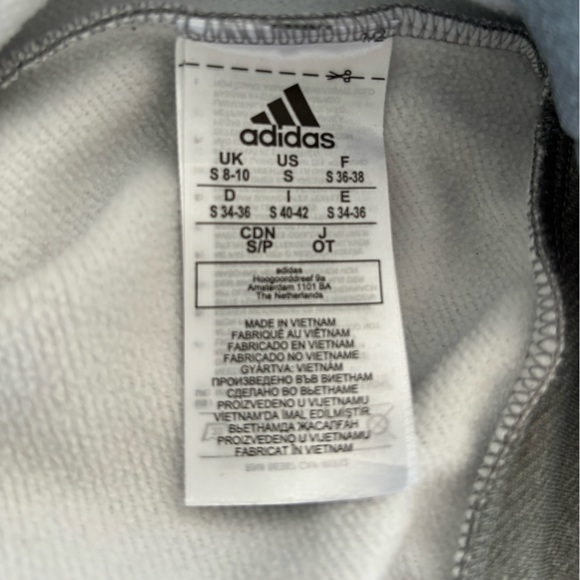 adidas
UK US F
S 8-10 S S 36-38
D I E
S 34-36 S 40-42 S 34-36
CDN J
S/P OT
adidas
Hoogoorddreef 9a
Amsterdam 1101 BA
The Netherlands
MADE IN VIETNAM
FABRIQUÉ AU VIÊTNAM
FABRICADO EN VIETNAM
FABRICADO NO VIETNAME
GYÁRTVA: VIETNÁM
ПРОИЗВЕДЕНО ВЪВ ВИЕТНАМ
СДЕЛАНО ВО ВЬЕТНАМЕ
PROIZVEDENO U VIJETNAMU
VIETNAM'DA İMAL EDİLMİŞTİR
ВЬЕТНАМДА ЖАСАЛҒАН
PROIZVEDENO U VIJETNAMU
FABRICAT ÎN VIETNAM